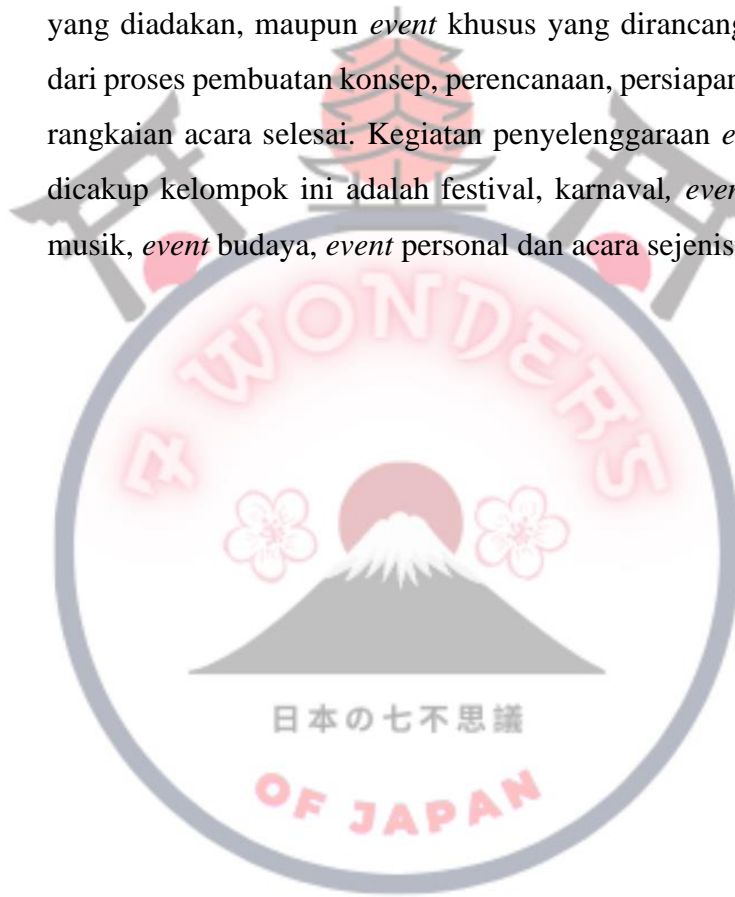 yang diadakan, maupun event khusus yang dirancang
dari proses pembuatan konsep, perencanaan, persiapan
rangkaian acara selesai. Kegiatan penyelenggaraan
dicakup kelompok ini adalah festival, karnaval,
musik, event budaya, event personal dan acara sejenis
7 WONDERS
日本の七不思議
OF JAPAN